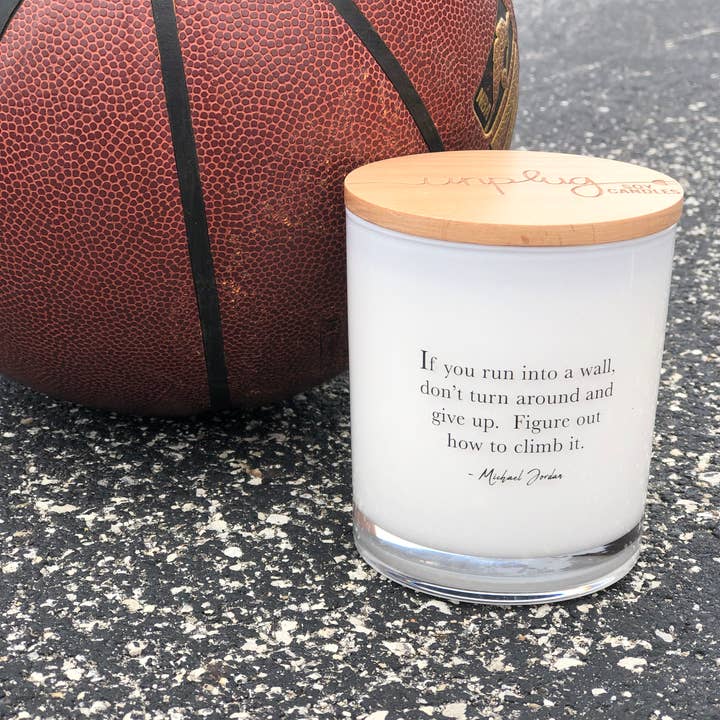 unplug
SOY
CANDLES
If you run into a wall,
don't turn around and
give up. Figure out
how to climb it.
- Michael Jordan